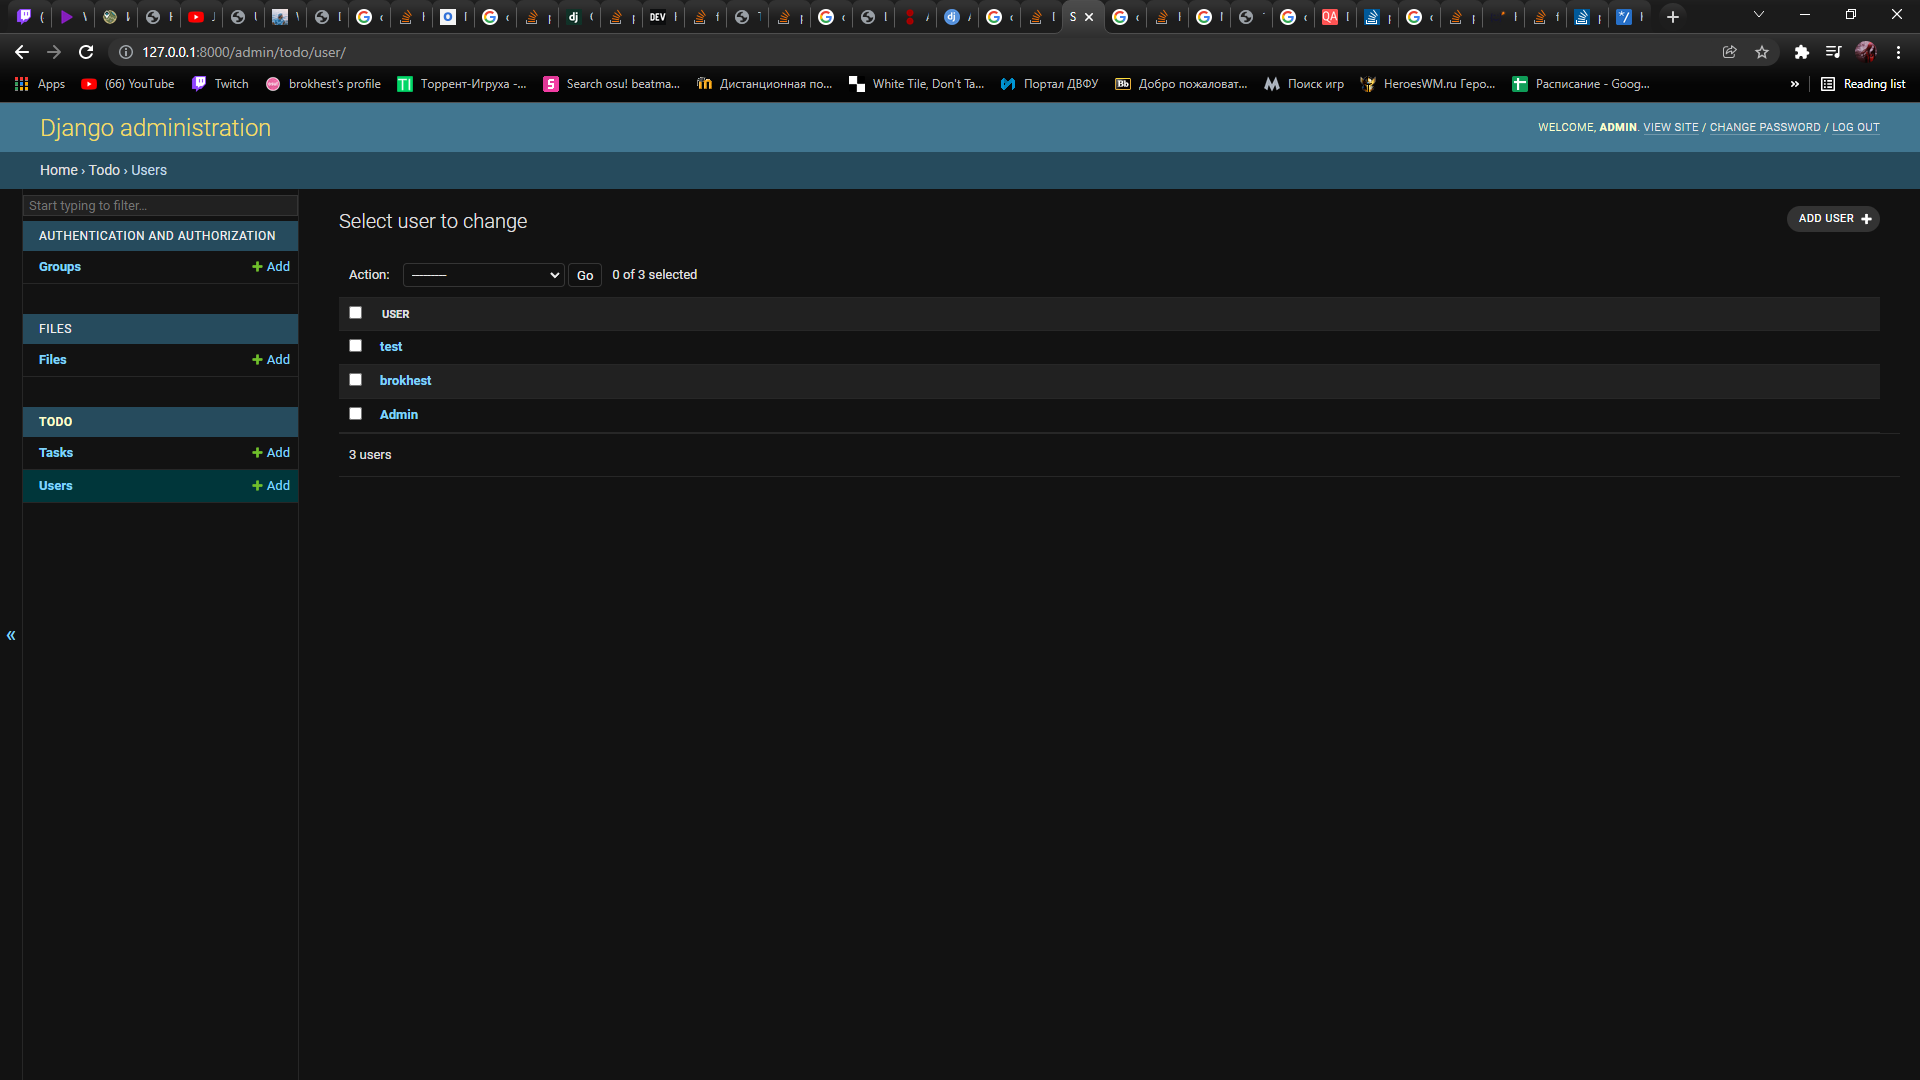 127.0.0.1:8000/admin/todo/user/
Apps (66) YouTube Twitch brokhest's profile Торрент-Игруха -... Search osu! beatma... Дистанционная по... White Tile, Don't Ta... Портал ДВФУ Добро пожаловат... Поиск игр HeroesWM.ru Геро... Расписание - Goog... » Reading list
Django administration
WELCOME, ADMIN. VIEW SITE / CHANGE PASSWORD / LOG OUT
Home › Todo › Users
Start typing to filter...
AUTHENTICATION AND AUTHORIZATION
Groups + Add
FILES
Files + Add
TODO
Tasks + Add
Users + Add
«
Select user to change
ADD USER +
Action: --------- Go 0 of 3 selected
USER
test
brokhest
Admin
3 users